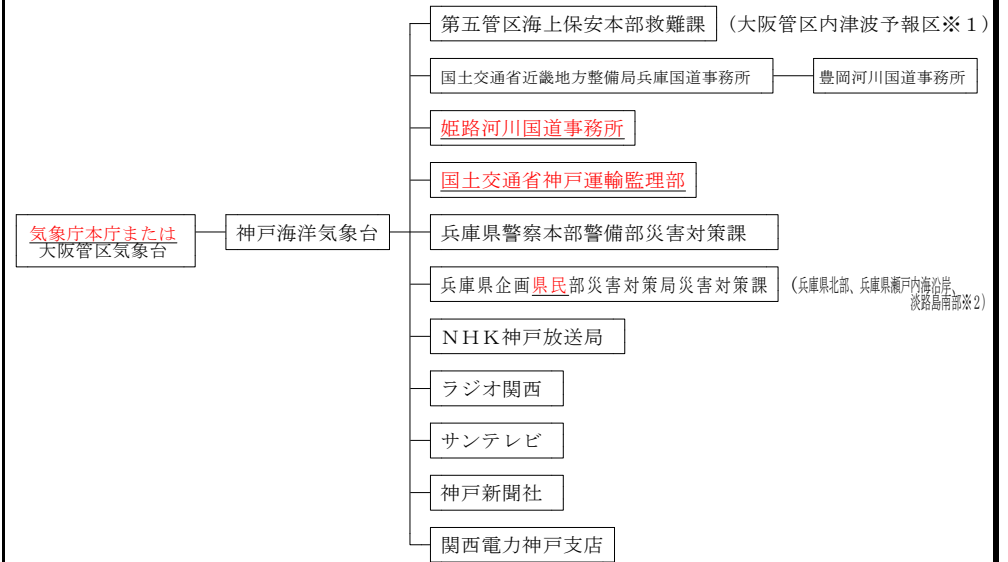 第五管区海上保安本部救難課 (大阪管区内津波予報区※1)
国土交通省近畿地方整備局兵庫国道事務所 豊岡河川国道事務所
姫路河川国道事務所
国土交通省神戸運輸監理部
気象庁本庁または
大阪管区気象台
神戸海洋気象台
兵庫県警察本部警備部災害対策課
兵庫県企画県民部災害対策局災害対策課 (兵庫県北部、兵庫県瀬戸内海沿岸、
淡路島南部※2)
NHK神戸放送局
ラジオ関西
サンテレビ
神戸新聞社
関西電力神戸支店